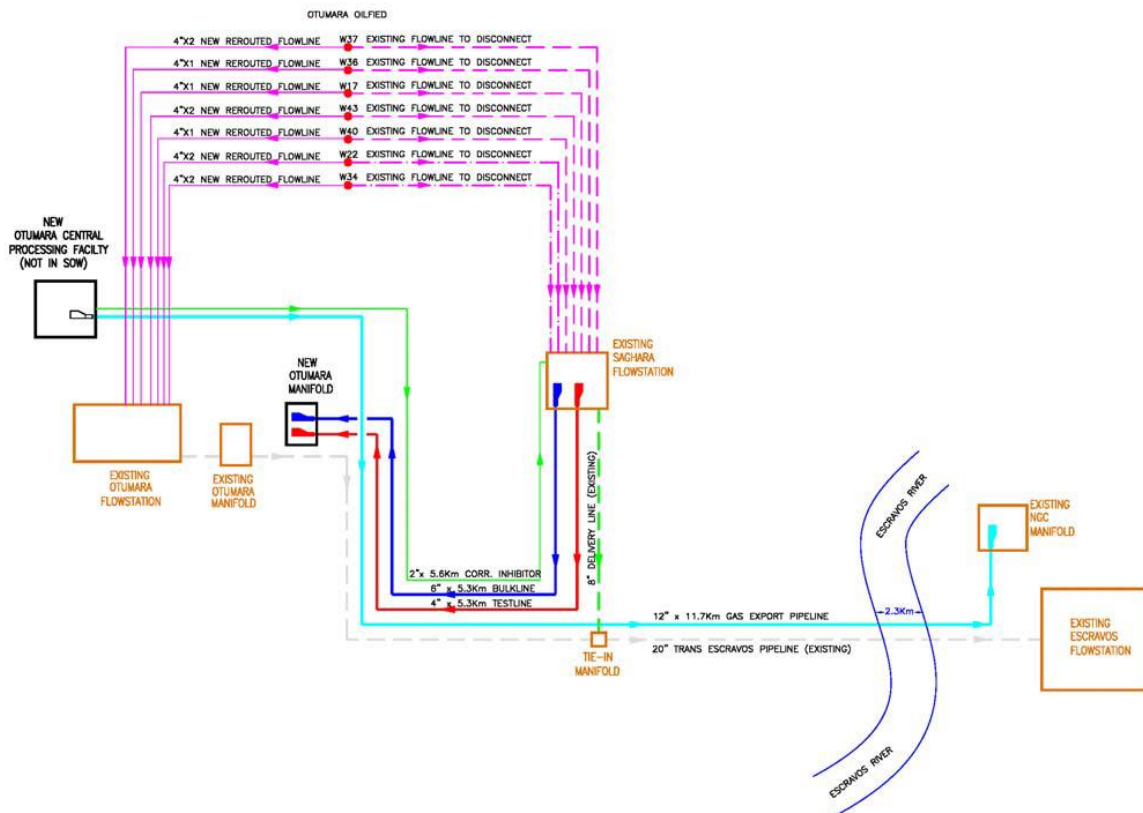 OTUMARA OILFIED
4"X2 NEW REROUTED FLOWLINE W37 EXISTING FLOWLINE TO DISCONNECT
4"X1 NEW REROUTED FLOWLINE W36 EXISTING FLOWLINE TO DISCONNECT
4"X1 NEW REROUTED FLOWLINE W17 EXISTING FLOWLINE TO DISCONNECT
4"X2 NEW REROUTED FLOWLINE W43 EXISTING FLOWLINE TO DISCONNECT
4"X1 NEW REROUTED FLOWLINE W40 EXISTING FLOWLINE TO DISCONNECT
4"X2 NEW REROUTED FLOWLINE W22 EXISTING FLOWLINE TO DISCONNECT
4"X2 NEW REROUTED FLOWLINE W34 EXISTING FLOWLINE TO DISCONNECT
NEW
OTUMARA CENTRAL
PROCESSING FACILTY
(NOT IN SOW)
EXISTING
SAGHARA
FLOWSTATION
NEW
OTUMARA
MANIFOLD
EXISTING
OTUMARA
FLOWSTATION
EXISTING
OTUMARA
MANIFOLD
8" DELIVERY LINE (EXISTING)
ESCRAVOS RIVER
EXISTING
NGC
MANIFOLD
2"x 5.6Km CORR. INHIBITOR
6" x 5.3Km BULKLINE
4" x 5.3Km TESTLINE
12" x 11.7Km GAS EXPORT PIPELINE
2.3Km
20" TRANS ESCRAVOS PIPELINE (EXISTING)
TIE-IN
MANIFOLD
EXISTING
ESCRAVOS
FLOWSTATION
ESCRAVOS RIVER